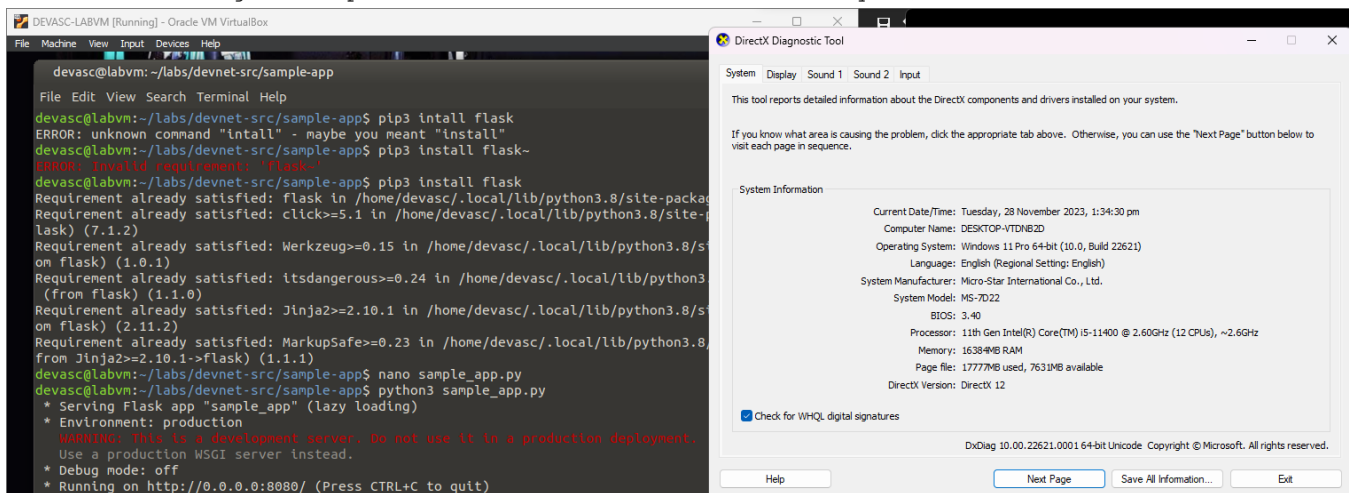 DEVASC-LABVM [Running] - Oracle VM VirtualBox
File Machine View Input Devices Help
devasc@labvm: ~/labs/devnet-src/sample-app
File Edit View Search Terminal Help
devasc@labvm:~/labs/devnet-src/sample-app$ pip3 intall flask
ERROR: unknown command "intall" - maybe you meant "install"
devasc@labvm:~/labs/devnet-src/sample-app$ pip3 install flask~
ERROR: Invalid requirement: 'flask~'
devasc@labvm:~/labs/devnet-src/sample-app$ pip3 install flask
Requirement already satisfied: flask in /home/devasc/.local/lib/python3.8/site-packag
Requirement already satisfied: click>=5.1 in /home/devasc/.local/lib/python3.8/site-p
lask) (7.1.2)
Requirement already satisfied: Werkzeug>=0.15 in /home/devasc/.local/lib/python3.8/si
om flask) (1.0.1)
Requirement already satisfied: itsdangerous>=0.24 in /home/devasc/.local/lib/python3.
(from flask) (1.1.0)
Requirement already satisfied: Jinja2>=2.10.1 in /home/devasc/.local/lib/python3.8/si
om flask) (2.11.2)
Requirement already satisfied: MarkupSafe>=0.23 in /home/devasc/.local/lib/python3.8/
from Jinja2>=2.10.1->flask) (1.1.1)
devasc@labvm:~/labs/devnet-src/sample-app$ nano sample_app.py
devasc@labvm:~/labs/devnet-src/sample-app$ python3 sample_app.py
* Serving Flask app "sample_app" (lazy loading)
* Environment: production
WARNING: This is a development server. Do not use it in a production deployment.
Use a production WSGI server instead.
* Debug mode: off
* Running on http://0.0.0.0:8080/ (Press CTRL+C to quit)
DirectX Diagnostic Tool
System Display Sound 1 Sound 2 Input
This tool reports detailed information about the DirectX components and drivers installed on your system.
If you know what area is causing the problem, click the appropriate tab above. Otherwise, you can use the "Next Page" button below to
visit each page in sequence.
System Information
Current Date/Time: Tuesday, 28 November 2023, 1:34:30 pm
Computer Name: DESKTOP-VTDNB2D
Operating System: Windows 11 Pro 64-bit (10.0, Build 22621)
Language: English (Regional Setting: English)
System Manufacturer: Micro-Star International Co., Ltd.
System Model: MS-7D22
BIOS: 3.40
Processor: 11th Gen Intel(R) Core(TM) i5-11400 @ 2.60GHz (12 CPUs), ~2.6GHz
Memory: 16384MB RAM
Page file: 17777MB used, 7631MB available
DirectX Version: DirectX 12
Check for WHQL digital signatures
DxDiag 10.00.22621.0001 64-bit Unicode Copyright © Microsoft. All rights reserved.
Help Next Page Save All Information... Exit